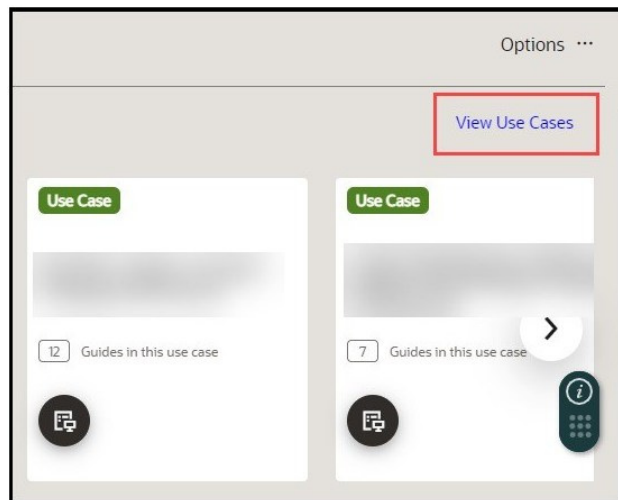 Options ...
View Use Cases
Use Case
Use Case
12 Guides in this use case
7 Guides in this use case